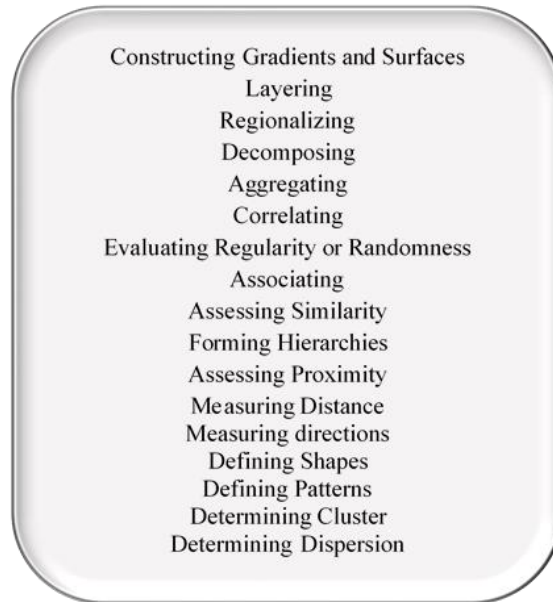 Constructing Gradients and Surfaces
Layering
Regionalizing
Decomposing
Aggregating
Correlating
Evaluating Regularity or Randomness
Associating
Assessing Similarity
Forming Hierarchies
Assessing Proximity
Measuring Distance
Measuring directions
Defining Shapes
Defining Patterns
Determining Cluster
Determining Dispersion